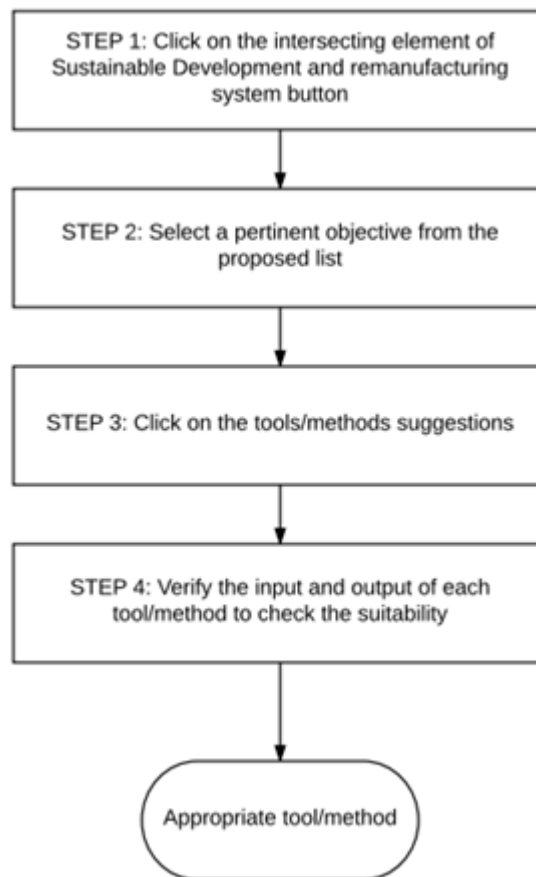 STEP 1: Click on the intersecting element of
Sustainable Development and remanufacturing
system button
STEP 2: Select a pertinent objective from the
proposed list
STEP 3: Click on the tools/methods suggestions
STEP 4: Verify the input and output of each
tool/method to check the suitability
Appropriate tool/method